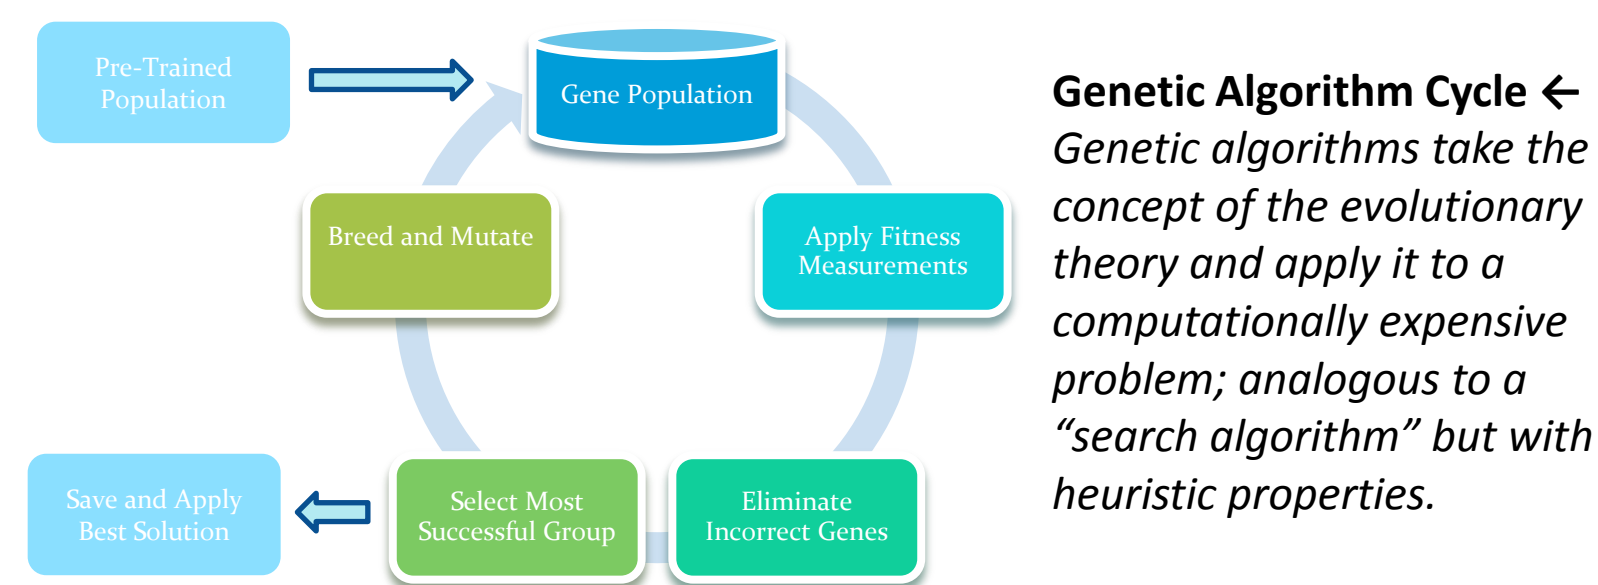 Pre-Trained
Population
Gene Population
Breed and Mutate
Apply Fitness
Measurements
Save and Apply
Best Solution
Select Most
Successful Group
Eliminate
Incorrect Genes
Genetic Algorithm Cycle ←
Genetic algorithms take the
concept of the evolutionary
theory and apply it to a
computationally expensive
problem; analogous to a
“search algorithm” but with
heuristic properties.